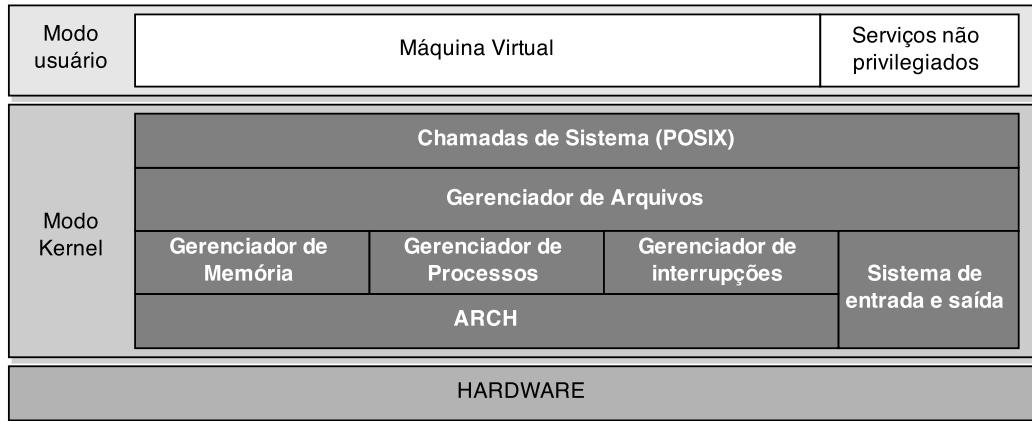 Modo
usuário
Máquina Virtual
Serviços não
privilegiados
Modo
Kernel
Chamadas de Sistema (POSIX)
Gerenciador de Arquivos
Gerenciador de
Memória
Gerenciador de
Processos
Gerenciador de
interrupções
Sistema de
entrada e saída
ARCH
HARDWARE